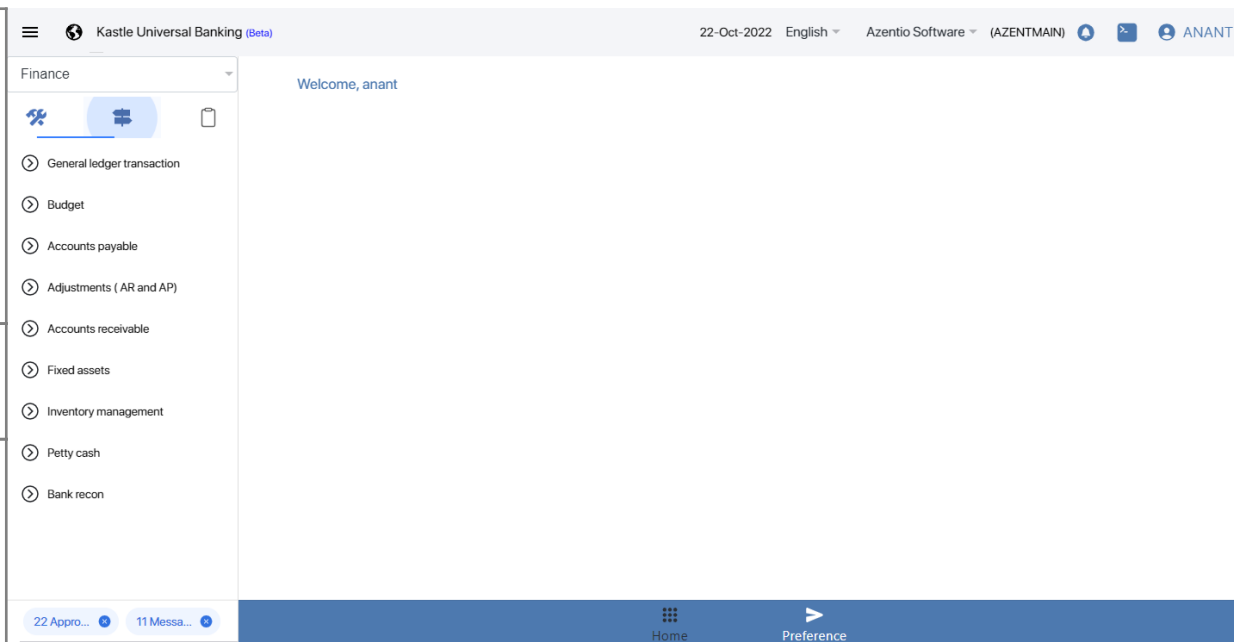 Kastle Universal Banking (Beta)
22-Oct-2022 English Azentio Software (AZENTMAIN) ANANT
Finance
Welcome, anant
General ledger transaction
Budget
Accounts payable
Adjustments ( AR and AP)
Accounts receivable
Fixed assets
Inventory management
Petty cash
Bank recon
22 Appro... 11 Messa...
Home Preference